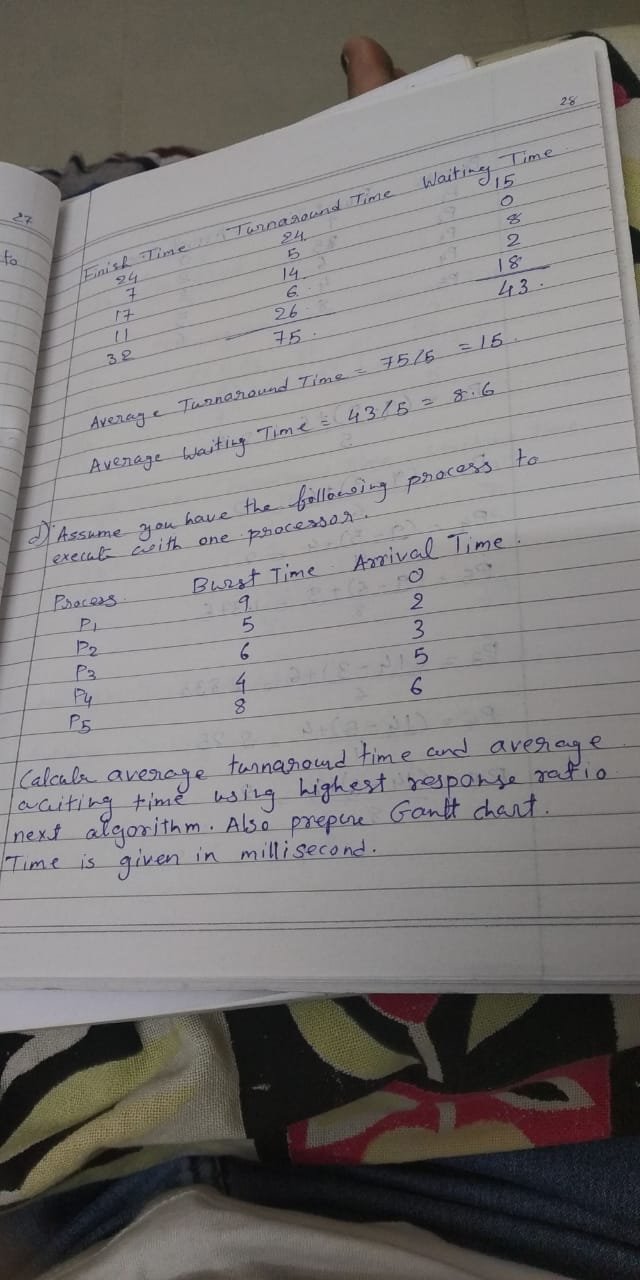 28
27
to
Finish Time Turnaround Time Waiting Time
24 24 15
7 5 0
17 14 8
11 6 2
32 26 18
75. 43.
Average Turnaround Time = 75/5 = 15.
Average Waiting Time = 43/5 = 8.6
d) Assume you have the following process to
execute with one processor.
Process Burst Time Arrival Time.
P1 9 0
P2 5 2
P3 6 3
P4 4 5
P5 8 6
Calcula average turnaround time and average
waiting time using highest response ratio
next algorithm. Also prepere Gantt chart.
Time is given in millisecond.